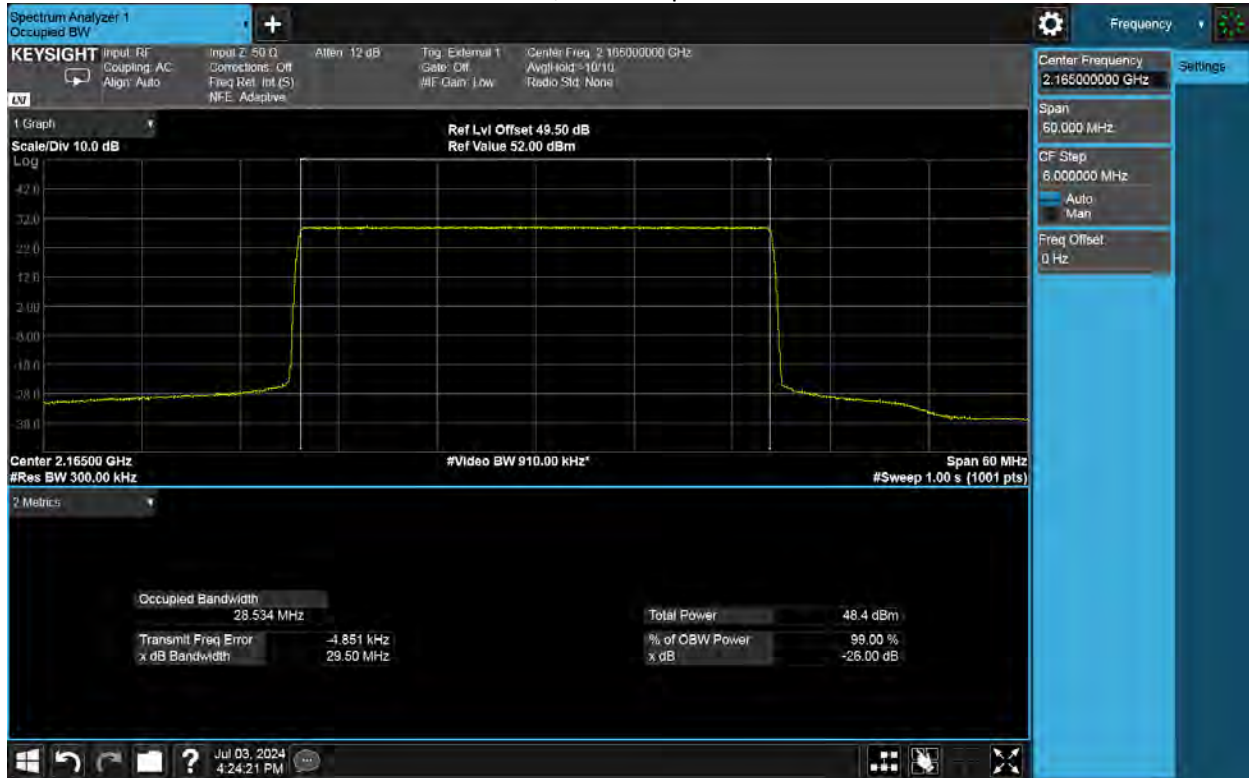 Spectrum Analyzer 1
Occupied BW
+
Frequency
KEYSIGHT
Input: RF
Coupling: AC
Align: Auto
Input Z: 50 Ω
Corrections: Off
Freq Ref: Int (S)
NFE: Adaptive
Atten: 12 dB
Trig: External 1
Gate: Off
#IF Gain: Low
Center Freq: 2.165000000 GHz
Avg|Hold: >10/10
Radio Std: None
LXI
Center Frequency
2.165000000 GHz
Settings
Span
60.000 MHz
CF Step
6.000000 MHz
Auto
Man
Freq Offset
0 Hz
1 Graph
Scale/Div 10.0 dB
Ref Lvl Offset 49.50 dB
Ref Value 52.00 dBm
Log
42.0
32.0
22.0
12.0
2.00
-8.00
-18.0
-28.0
-38.0
Center 2.16500 GHz
#Video BW 910.00 kHz*
Span 60 MHz
#Res BW 300.00 kHz
#Sweep 1.00 s (1001 pts)
2 Metrics
Occupied Bandwidth
28.534 MHz
Total Power 48.4 dBm
Transmit Freq Error -4.851 kHz
% of OBW Power 99.00 %
x dB Bandwidth 29.50 MHz
x dB -26.00 dB
?
Jul 03, 2024
4:24:21 PM